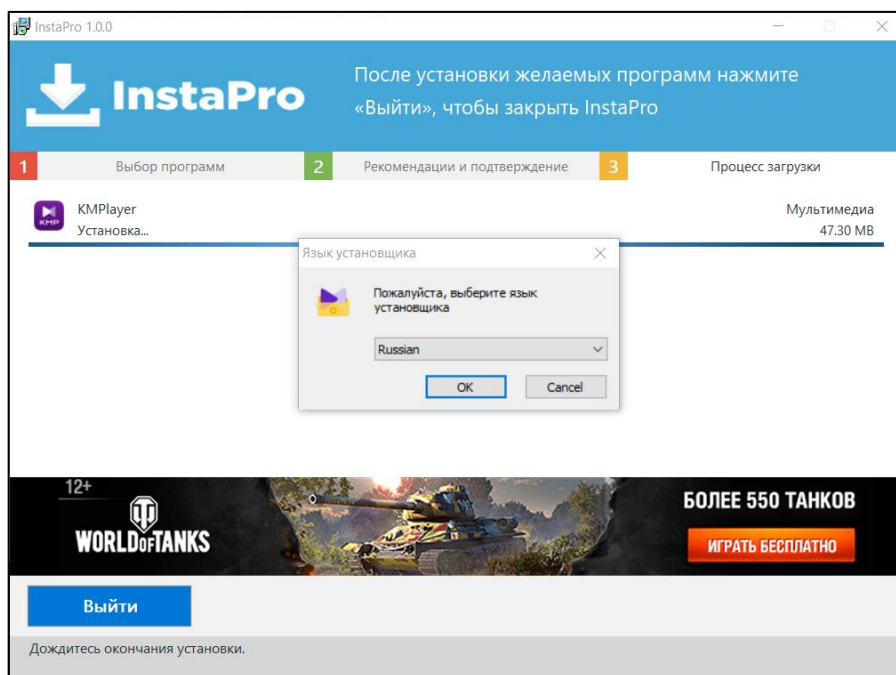 InstaPro 1.0.0
InstaPro
После установки желаемых программ нажмите
«Выйти», чтобы закрыть InstaPro
1 Выбор программ 2 Рекомендации и подтверждение 3 Процесс загрузки
KMP
KMPlayer Мультимедиа
Установка... 47.30 MB
Язык установщика
Пожалуйста, выберите язык
установщика
Russian
OK Cancel
12+
WORLD OF TANKS
БОЛЕЕ 550 ТАНКОВ
ИГРАТЬ БЕСПЛАТНО
Выйти
Дождитесь окончания установки.